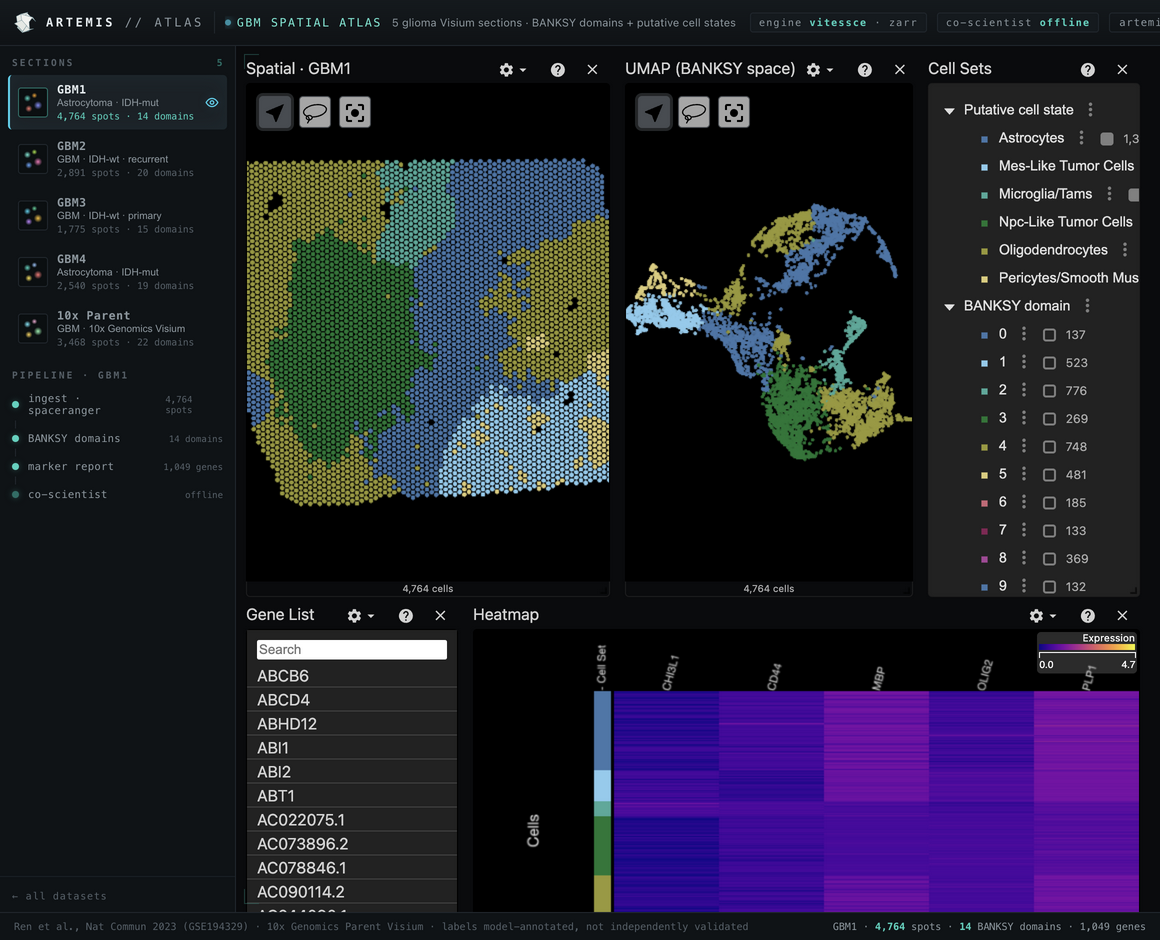 ARTEMIS // ATLAS
GBM SPATIAL ATLAS
5 glioma Visium sections · BANKSY domains + putative cell states
engine vitessce · zarr
co-scientist offline
artemi
SECTIONS 5
GBM1
Astrocytoma · IDH-mut
4,764 spots · 14 domains
GBM2
GBM · IDH-wt · recurrent
2,891 spots · 20 domains
GBM3
GBM · IDH-wt · primary
1,775 spots · 15 domains
GBM4
Astrocytoma · IDH-mut
2,540 spots · 19 domains
10x Parent
GBM · 10x Genomics Visium
3,468 spots · 22 domains
PIPELINE · GBM1
ingest · spaceranger
4,764 spots
BANKSY domains 14 domains
marker report 1,049 genes
co-scientist offline
← all datasets
Spatial · GBM1
4,764 cells
UMAP (BANKSY space)
4,764 cells
Cell Sets
Putative cell state
Astrocytes 1,3
Mes-Like Tumor Cells
Microglia/Tams
Npc-Like Tumor Cells
Oligodendrocytes
Pericytes/Smooth Mus
BANKSY domain
0 137
1 523
2 776
3 269
4 748
5 481
6 185
7 133
8 369
9 132
Gene List
Search
ABCB6
ABCD4
ABHD12
ABI1
ABI2
ABT1
AC022075.1
AC073896.2
AC078846.1
AC090114.2
Heatmap
Expression
0.0 4.7
Cell Set
CHI3L1
CD44
MBP
OLIG2
PLP1
Cells
Ren et al., Nat Commun 2023 (GSE194329) · 10x Genomics Parent Visium · labels model-annotated, not independently validated
GBM1 · 4,764 spots · 14 BANKSY domains · 1,049 genes